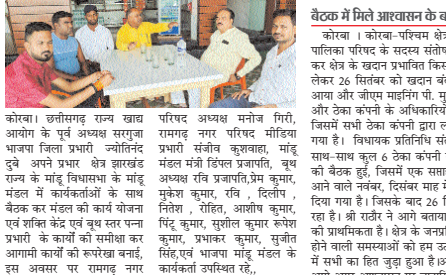 कोरबा। छत्तीसगढ़ राज्य खाद्य
आयोग के पूर्व अध्यक्ष सरगुजा
भाजपा जिला प्रभारी ज्योतिनंद
दुबे अपने प्रभार क्षेत्र झारखंड
राज्य के मांडू विधासभा के मांडू
मंडल में कार्यकर्ताओं के साथ
बैठक कर मंडल की कार्य योजना
एवं शक्ति केंद्र एवं बूथ स्तर पन्ना
प्रभारी के कार्यों की समीक्षा कर
आगामी कार्यों की रूपरेखा बनाई,
इस अवसर पर रामगढ़ नगर
परिषद अध्यक्ष मनोज गिरी,
रामगढ़ नगर परिषद मीडिया
प्रभारी संजीव कुशवाहा, मांडू
मंडल मंत्री डिंपल प्रजापति, बूथ
अध्यक्ष रवि प्रजापति,प्रेम कुमार,
मुकेश कुमार, रवि , दिलीप ,
नितेश , रोहित, आशीष कुमार,
पिंटू कुमार, सुशील कुमार रूपेश
कुमार, प्रभाकर कुमार, सुजीत
सिंह,एवं भाजपा मांडू मंडल के
कार्यकर्ता उपस्थित रहे,,
बैठक में मिले आश्वासन के
कोरबा । कोरबा-पश्चिम क्षेत्र
पालिका परिषद के सदस्य
कर क्षेत्र के खदान प्रभावित
लेकर 26 सितंबर को खदान
आया और जीएम माइनिंग पी.
और ठेका कंपनी के
जिसमें सभी ठेका कंपनी द्वारा
गया है। विधायक प्रतिनिधि
साथ-साथ कुल 6 ठेका कंपनी
की बैठक हुई, जिसमें एक
आने वाले नवंबर, दिसंबर माह
दिया गया है। जिसके बाद 26
रहा है। श्री राठौर ने आगे
की प्राथमिकता है। क्षेत्र के
होने वाली समस्याओं को हम
में सभी का हित जुड़ा हुआ है।